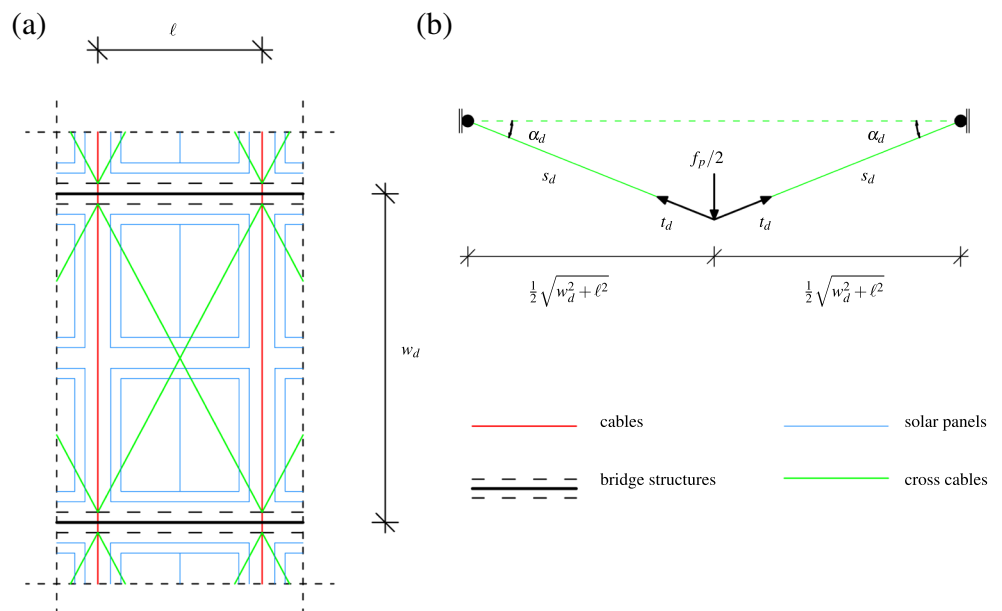 (a)
ℓ
w_d
(b)
α_d
α_d
f_p/2
s_d
s_d
t_d
t_d
½√(w_d² + ℓ²)
½√(w_d² + ℓ²)
cables
solar panels
bridge structures
cross cables